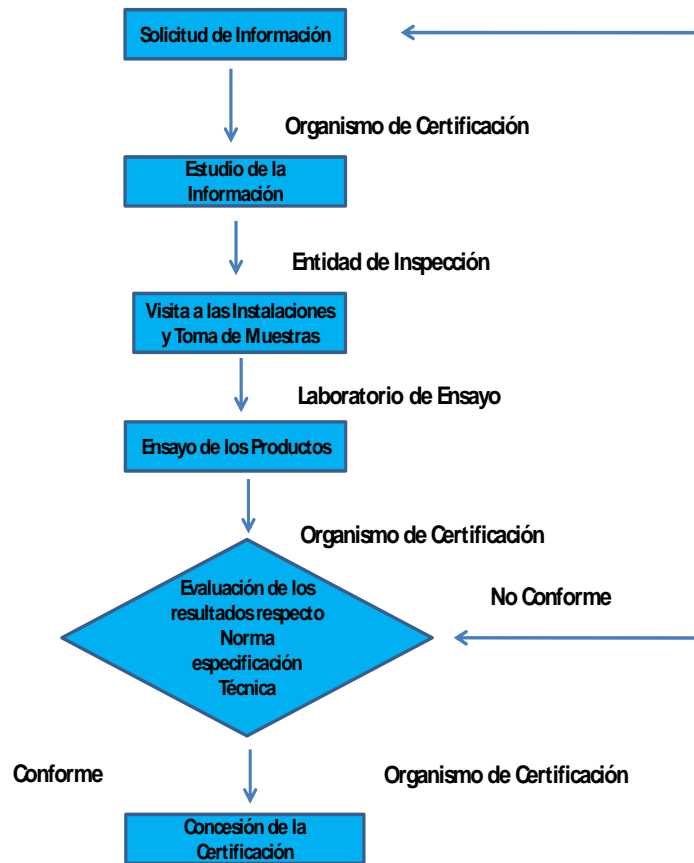 Solicitud de Información
Organismo de Certificación
Estudio de la
Información
Entidad de Inspección
Visita a las Instalaciones
y Toma de Muestras
Laboratorio de Ensayo
Ensayo de los Productos
Organismo de Certificación
Evaluación de los
resultados respecto
Norma
especificación
Técnica
No Conforme
Conforme
Organismo de Certificación
Concesión de la
Certificación